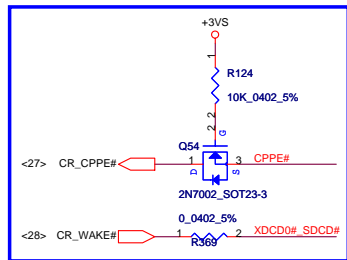 +3VS
1
R124
10K_0402_5%
2
2
G
Q54
<27> CR_CPPE# 1 3 CPPE#
D S
2N7002_SOT23-3
0_0402_5%
<28> CR_WAKE# 1 2 XDCD0#_SDCD#
R369